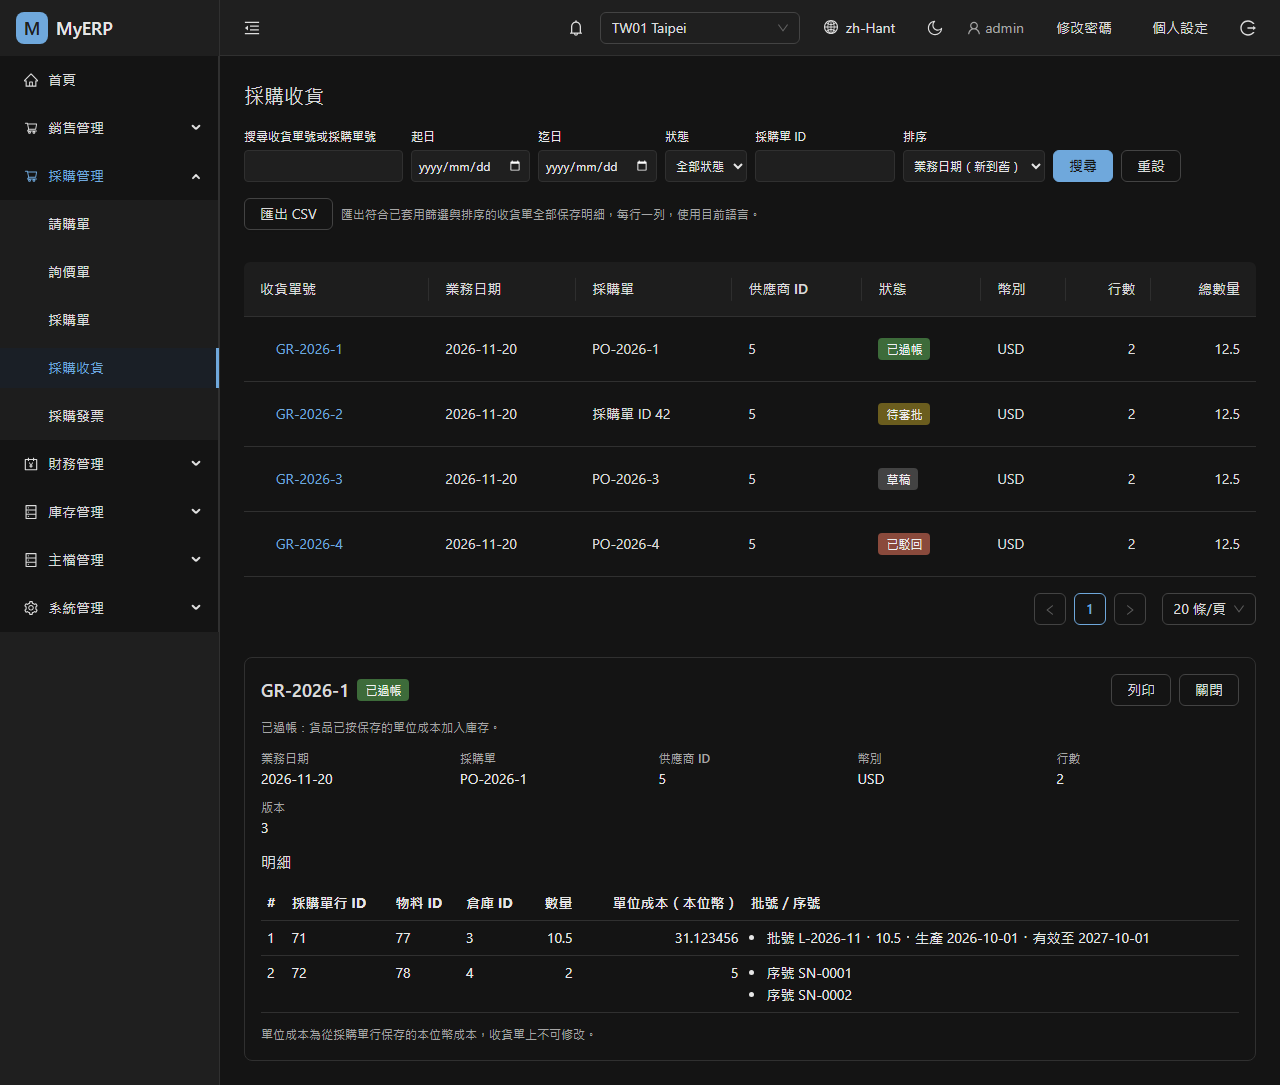 M MyERP
TW01 Taipei
zh-Hant
admin
修改密碼
個人設定
首頁
銷售管理
採購管理
請購單
詢價單
採購單
採購收貨
採購發票
財務管理
庫存管理
主檔管理
系統管理
採購收貨
搜尋收貨單號或採購單號 起日 迄日 狀態 採購單 ID 排序
yyyy/mm/dd yyyy/mm/dd 全部狀態 業務日期（新到舊） 搜尋 重設
匯出 CSV 匯出符合已套用篩選與排序的收貨單全部保存明細，每行一列，使用目前語言。
收貨單號 業務日期 採購單 供應商 ID 狀態 幣別 行數 總數量
GR-2026-1 2026-11-20 PO-2026-1 5 已過帳 USD 2 12.5
GR-2026-2 2026-11-20 採購單 ID 42 5 待審批 USD 2 12.5
GR-2026-3 2026-11-20 PO-2026-3 5 草稿 USD 2 12.5
GR-2026-4 2026-11-20 PO-2026-4 5 已駁回 USD 2 12.5
< 1 > 20 條/頁
GR-2026-1 已過帳 列印 關閉
已過帳：貨品已按保存的單位成本加入庫存。
業務日期 採購單 供應商 ID 幣別 行數
2026-11-20 PO-2026-1 5 USD 2
版本
3
明細
# 採購單行 ID 物料 ID 倉庫 ID 數量 單位成本（本位幣） 批號 / 序號
1 71 77 3 10.5 31.123456 • 批號 L-2026-11 · 10.5 · 生產 2026-10-01 · 有效至 2027-10-01
2 72 78 4 2 5 • 序號 SN-0001
• 序號 SN-0002
單位成本為從採購單行保存的本位幣成本，收貨單上不可修改。